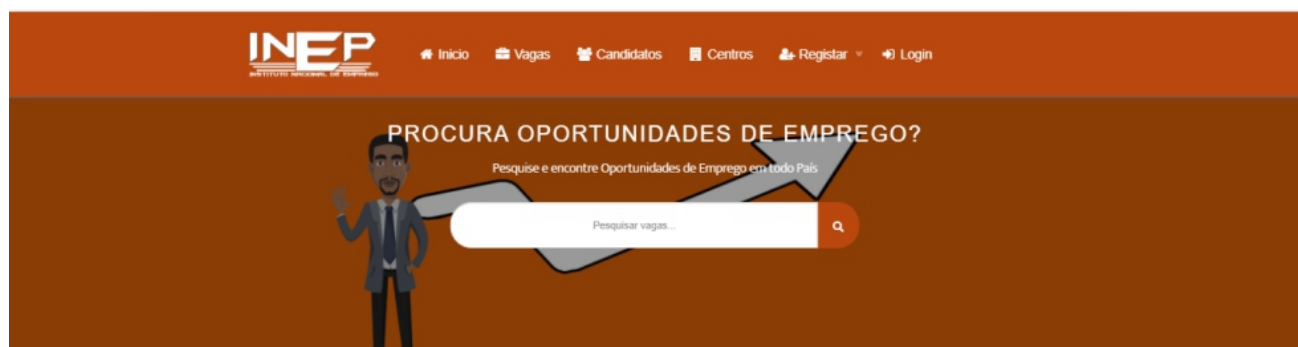 INEP
INSTITUTO NACIONAL DE EMPREGO
Inicio Vagas Candidatos Centros Registar Login
PROCURA OPORTUNIDADES DE EMPREGO?
Pesquise e encontre Oportunidades de Emprego em todo País
Pesquisar vagas...